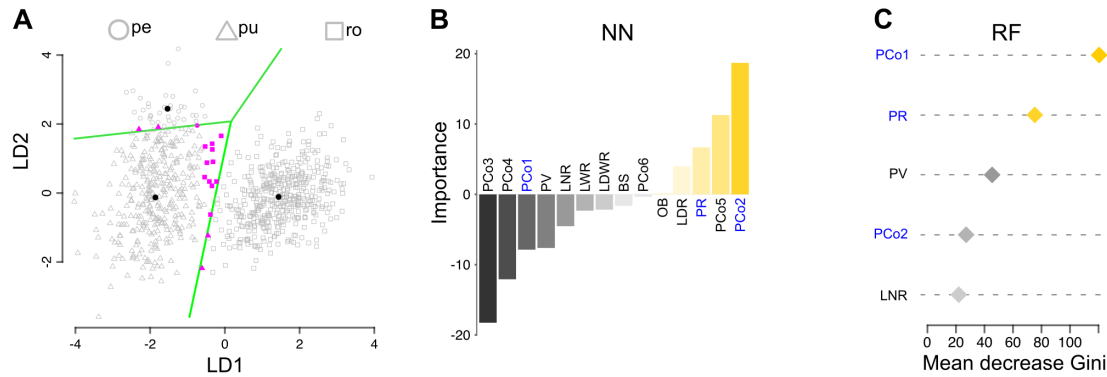 A
pe
pu
ro
4
2
0
-2
LD2
-4
-2
0
2
4
LD1
B
NN
20
10
0
-10
-20
Importance
PCo3
PCo4
PCo1
PV
LNR
LWR
LDWR
BS
PCo6
OB
LDR
PR
PCo5
PCo2
C
RF
PCo1
PR
PV
PCo2
LNR
0
20
40
60
80
100
Mean decrease Gini